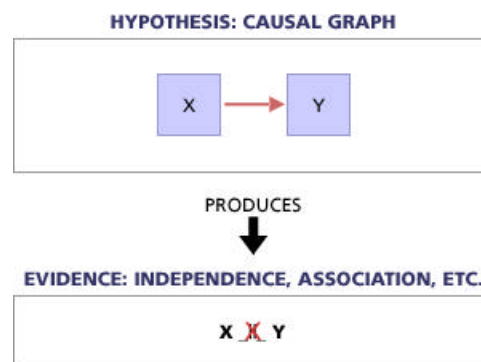 HYPOTHESIS: CAUSAL GRAPH
X Y
PRODUCES
EVIDENCE: INDEPENDENCE, ASSOCIATION, ETC.
X Y